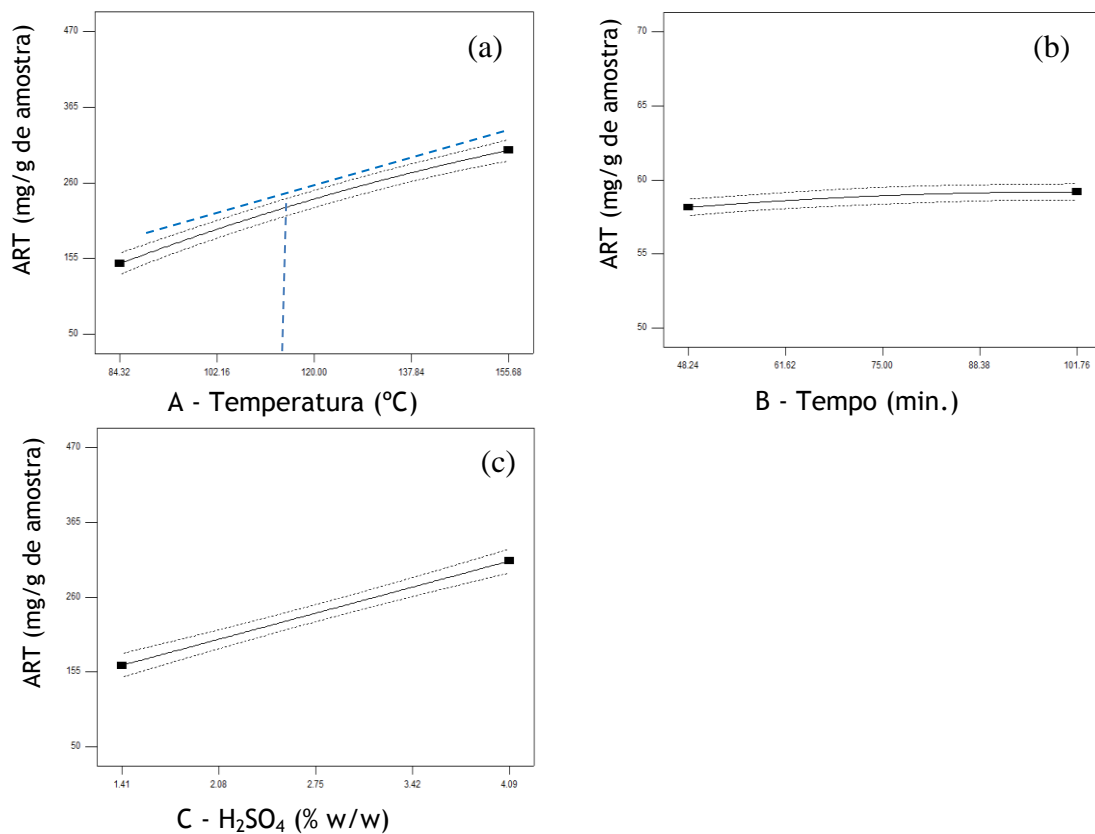 (a)
ART (mg/g de amostra)
470
365
260
155
50
84.32 102.16 120.00 137.84 155.68
A - Temperatura (ºC)
(b)
ART (mg/g de amostra)
70
65
60
55
50
48.24 61.62 75.00 88.38 101.76
B - Tempo (min.)
(c)
ART (mg/g de amostra)
470
365
260
155
50
1.41 2.08 2.75 3.42 4.09
C - H₂SO₄ (% w/w)